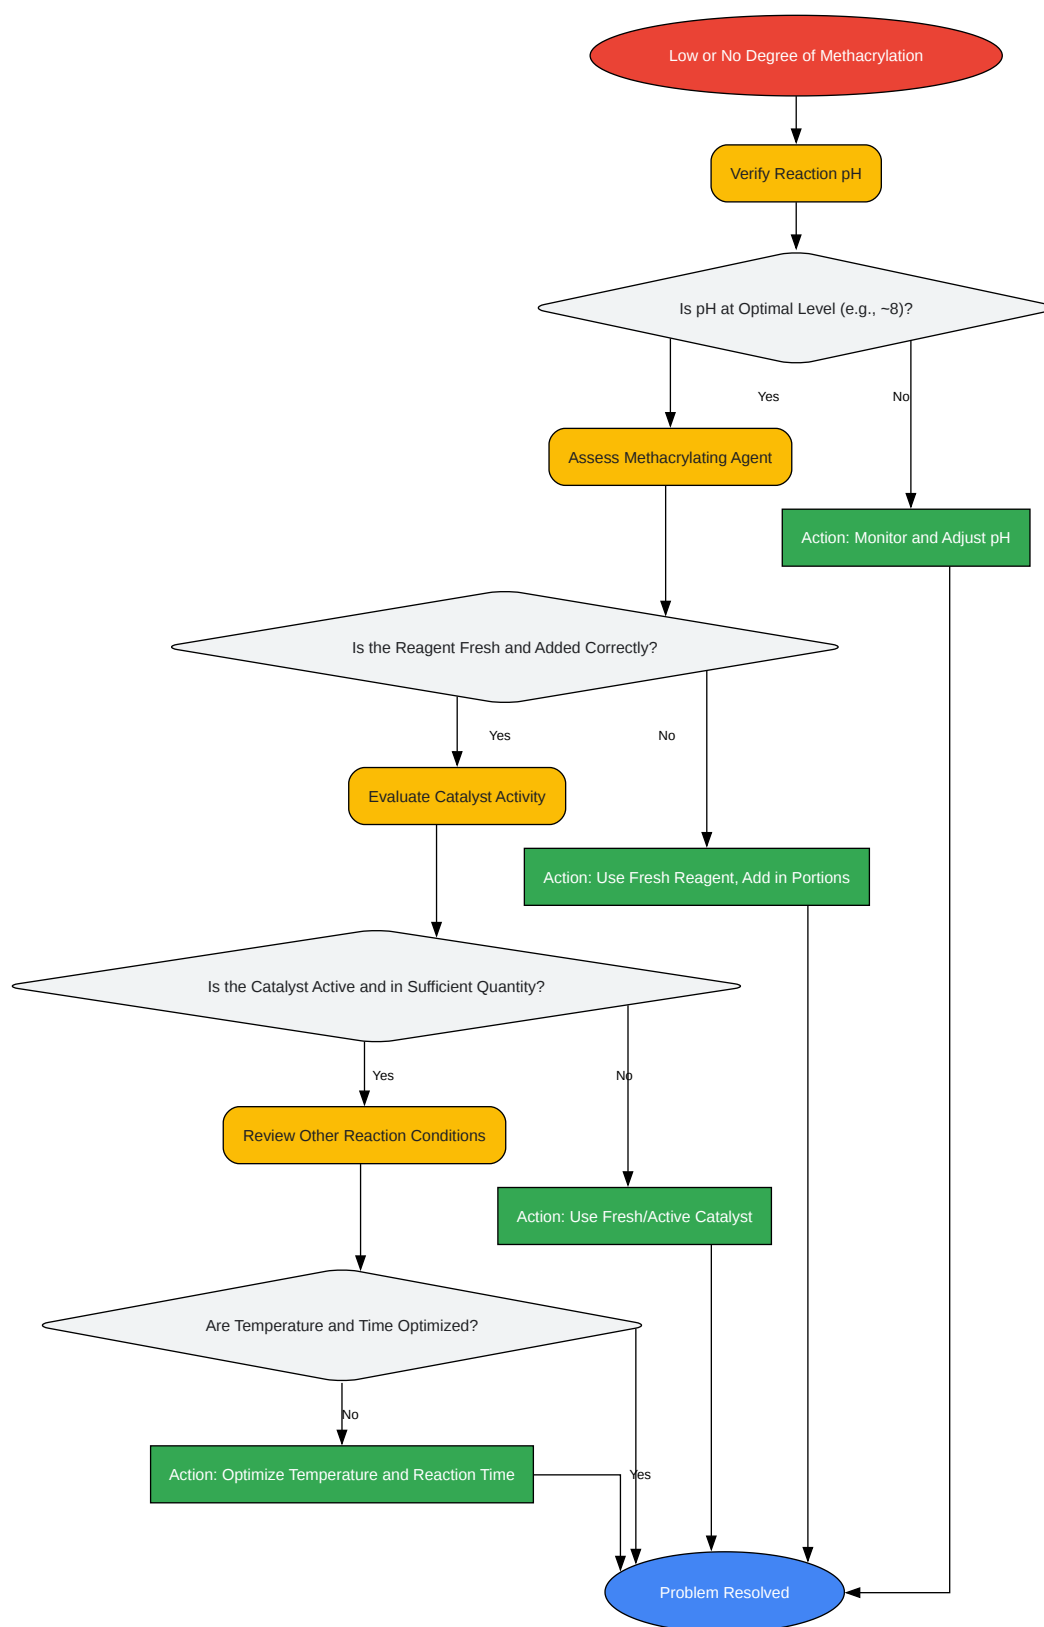 Low or No Degree of Methacrylation
Verify Reaction pH
Is pH at Optimal Level (e.g., ~8)?
Yes
No
Assess Methacrylating Agent
Action: Monitor and Adjust pH
Is the Reagent Fresh and Added Correctly?
Yes
No
Evaluate Catalyst Activity
Action: Use Fresh Reagent, Add in Portions
Is the Catalyst Active and in Sufficient Quantity?
Yes
No
Review Other Reaction Conditions
Action: Use Fresh/Active Catalyst
Are Temperature and Time Optimized?
No
Action: Optimize Temperature and Reaction Time
Yes
Problem Resolved